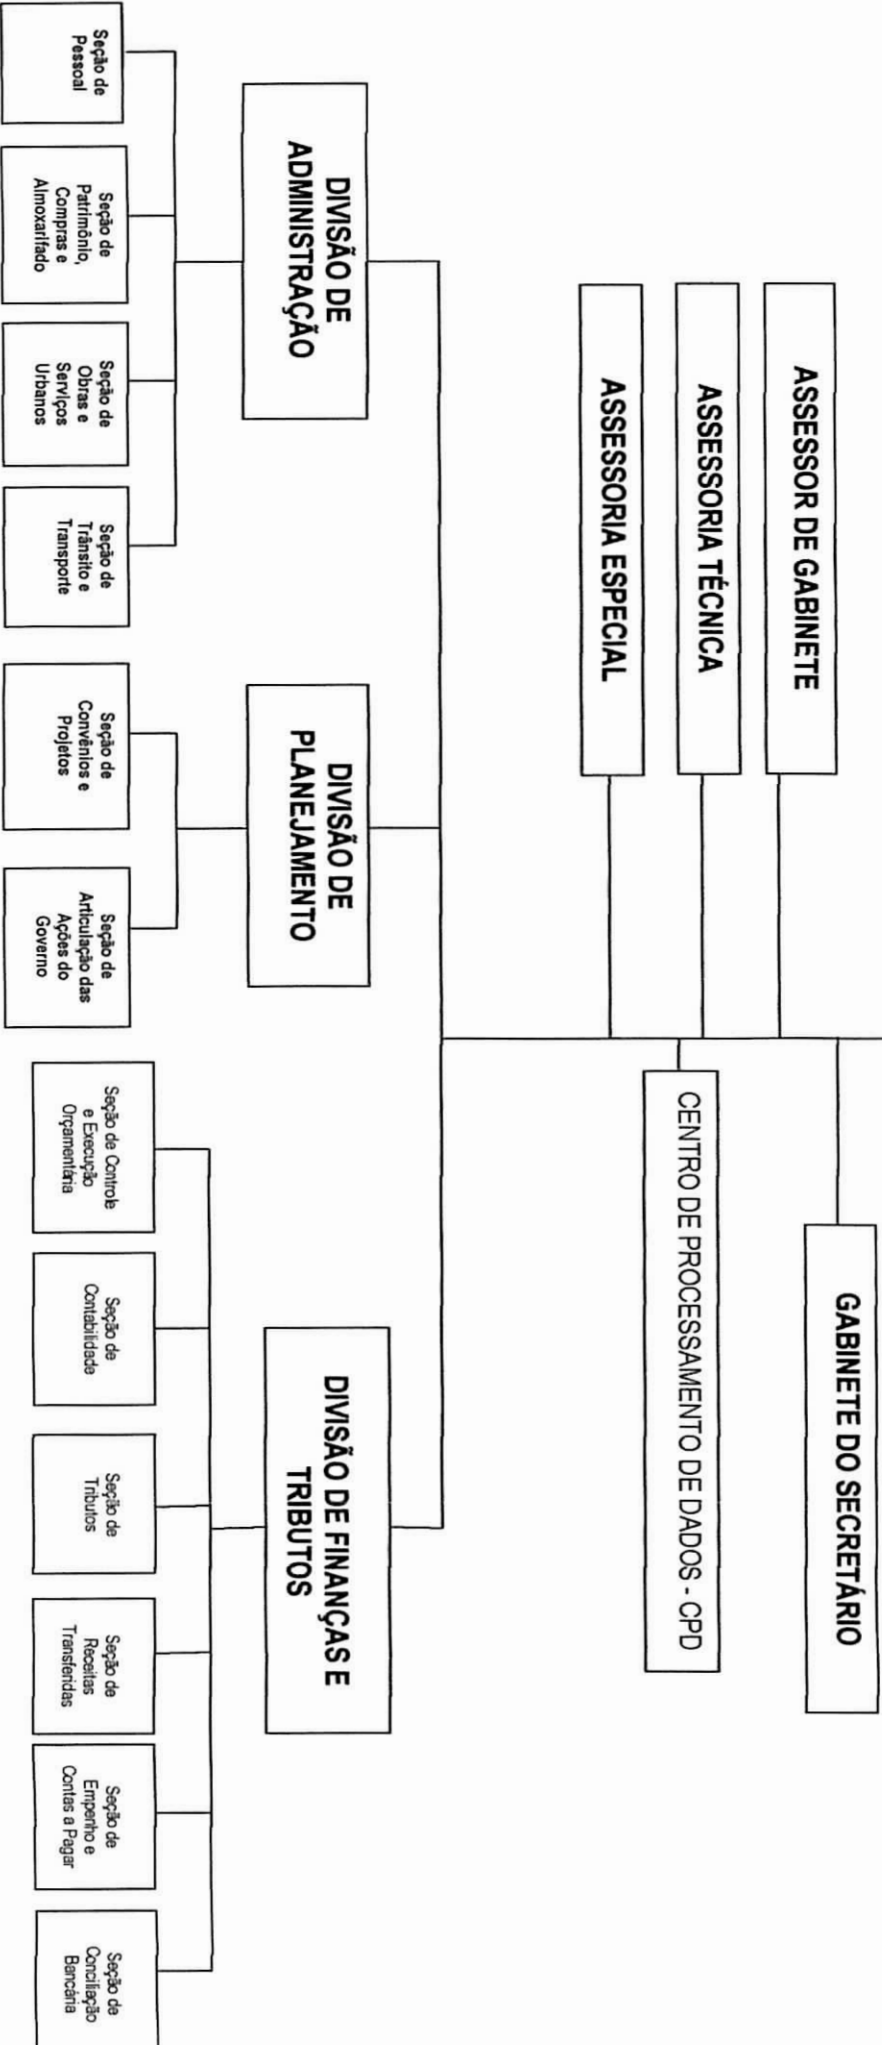 GABINETE DO SECRETÁRIO
ASSESSOR DE GABINETE
ASSESSORIA TÉCNICA
CENTRO DE PROCESSAMENTO DE DADOS - CPD
ASSESSORIA ESPECIAL
DIVISÃO DE
ADMINISTRAÇÃO
DIVISÃO DE
PLANEJAMENTO
DIVISÃO DE FINANÇAS E
TRIBUTOS
Seção de
Pessoal
Seção de
Patrimônio,
Compras e
Almoxarifado
Seção de
Obras e
Serviços
Urbanos
Seção de
Trânsito e
Transporte
Seção de
Convênios e
Projetos
Seção de
Articulação das
Ações do
Governo
Seção de Controle
e Execução
Orçamentária
Seção de
Contabilidade
Seção de
Tributos
Seção de
Receitas
Transferidas
Seção de
Empenho e
Contas a Pagar
Seção de
Conciliação
Bancária